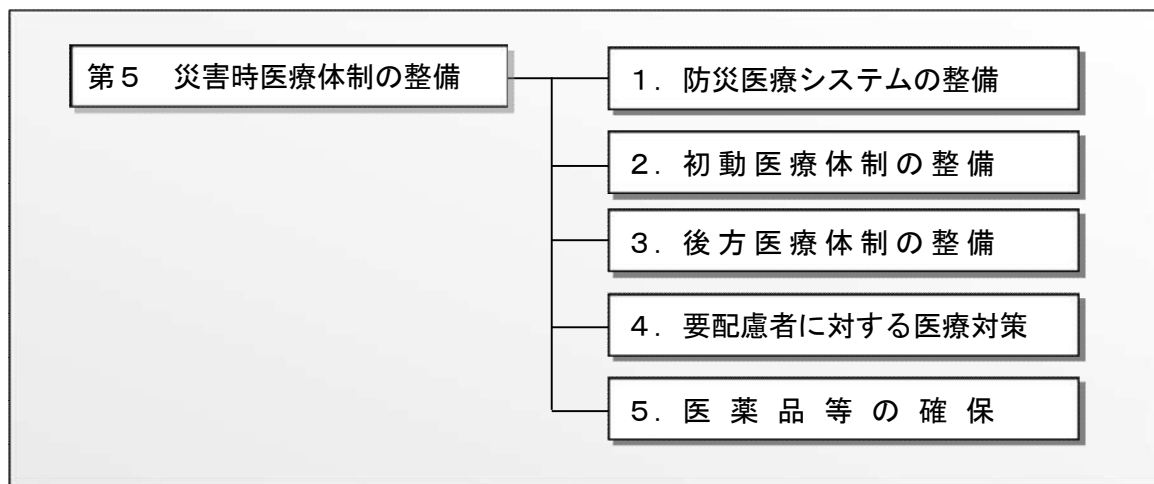 第５　災害時医療体制の整備
１．防災医療システムの整備
２．初動医療体制の整備
３．後方医療体制の整備
４．要配慮者に対する医療対策
５．医薬品等の確保